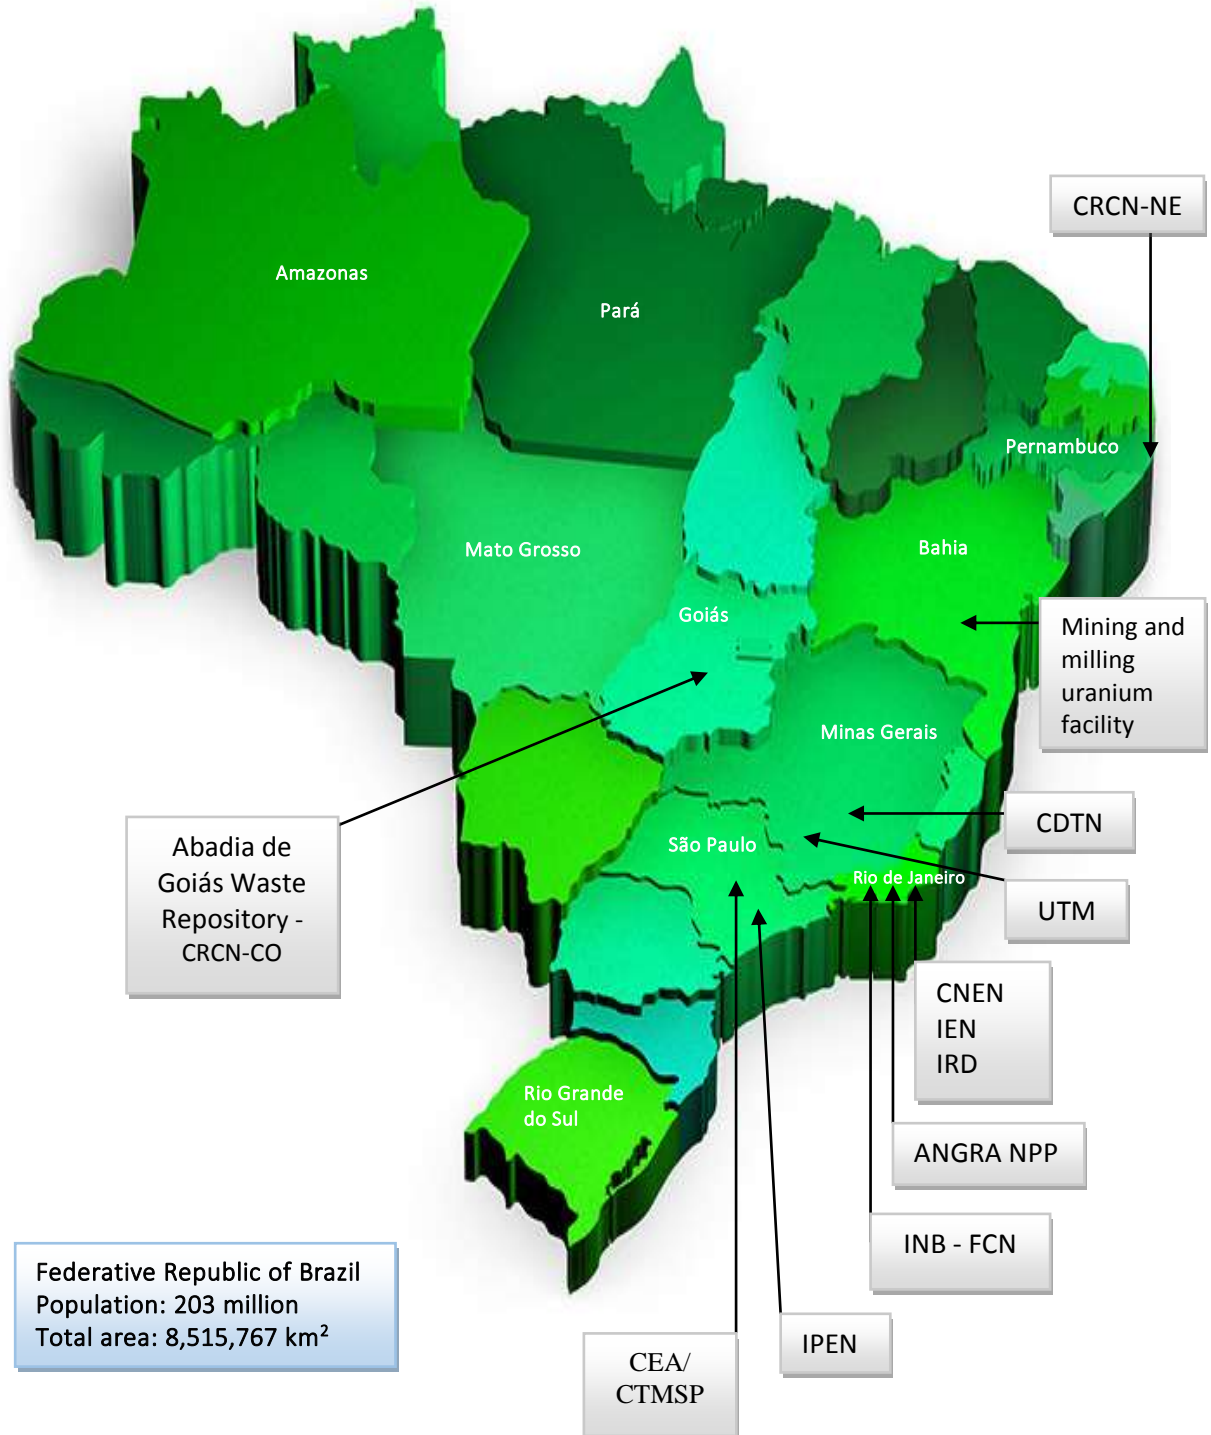 CRCN-NE
Amazonas
Pará
Pernambuco
Mato Grosso
Bahia
Goiás
Mining and
milling
uranium
facility
Minas Gerais
CDTN
São Paulo
Abadia de
Goiás Waste
Repository -
CRCN-CO
Rio de Janeiro
UTM
CNEN
IEN
IRD
Rio Grande
do Sul
ANGRA NPP
INB - FCN
Federative Republic of Brazil
Population: 203 million
Total area: 8,515,767 km²
IPEN
CEA/
CTMSP